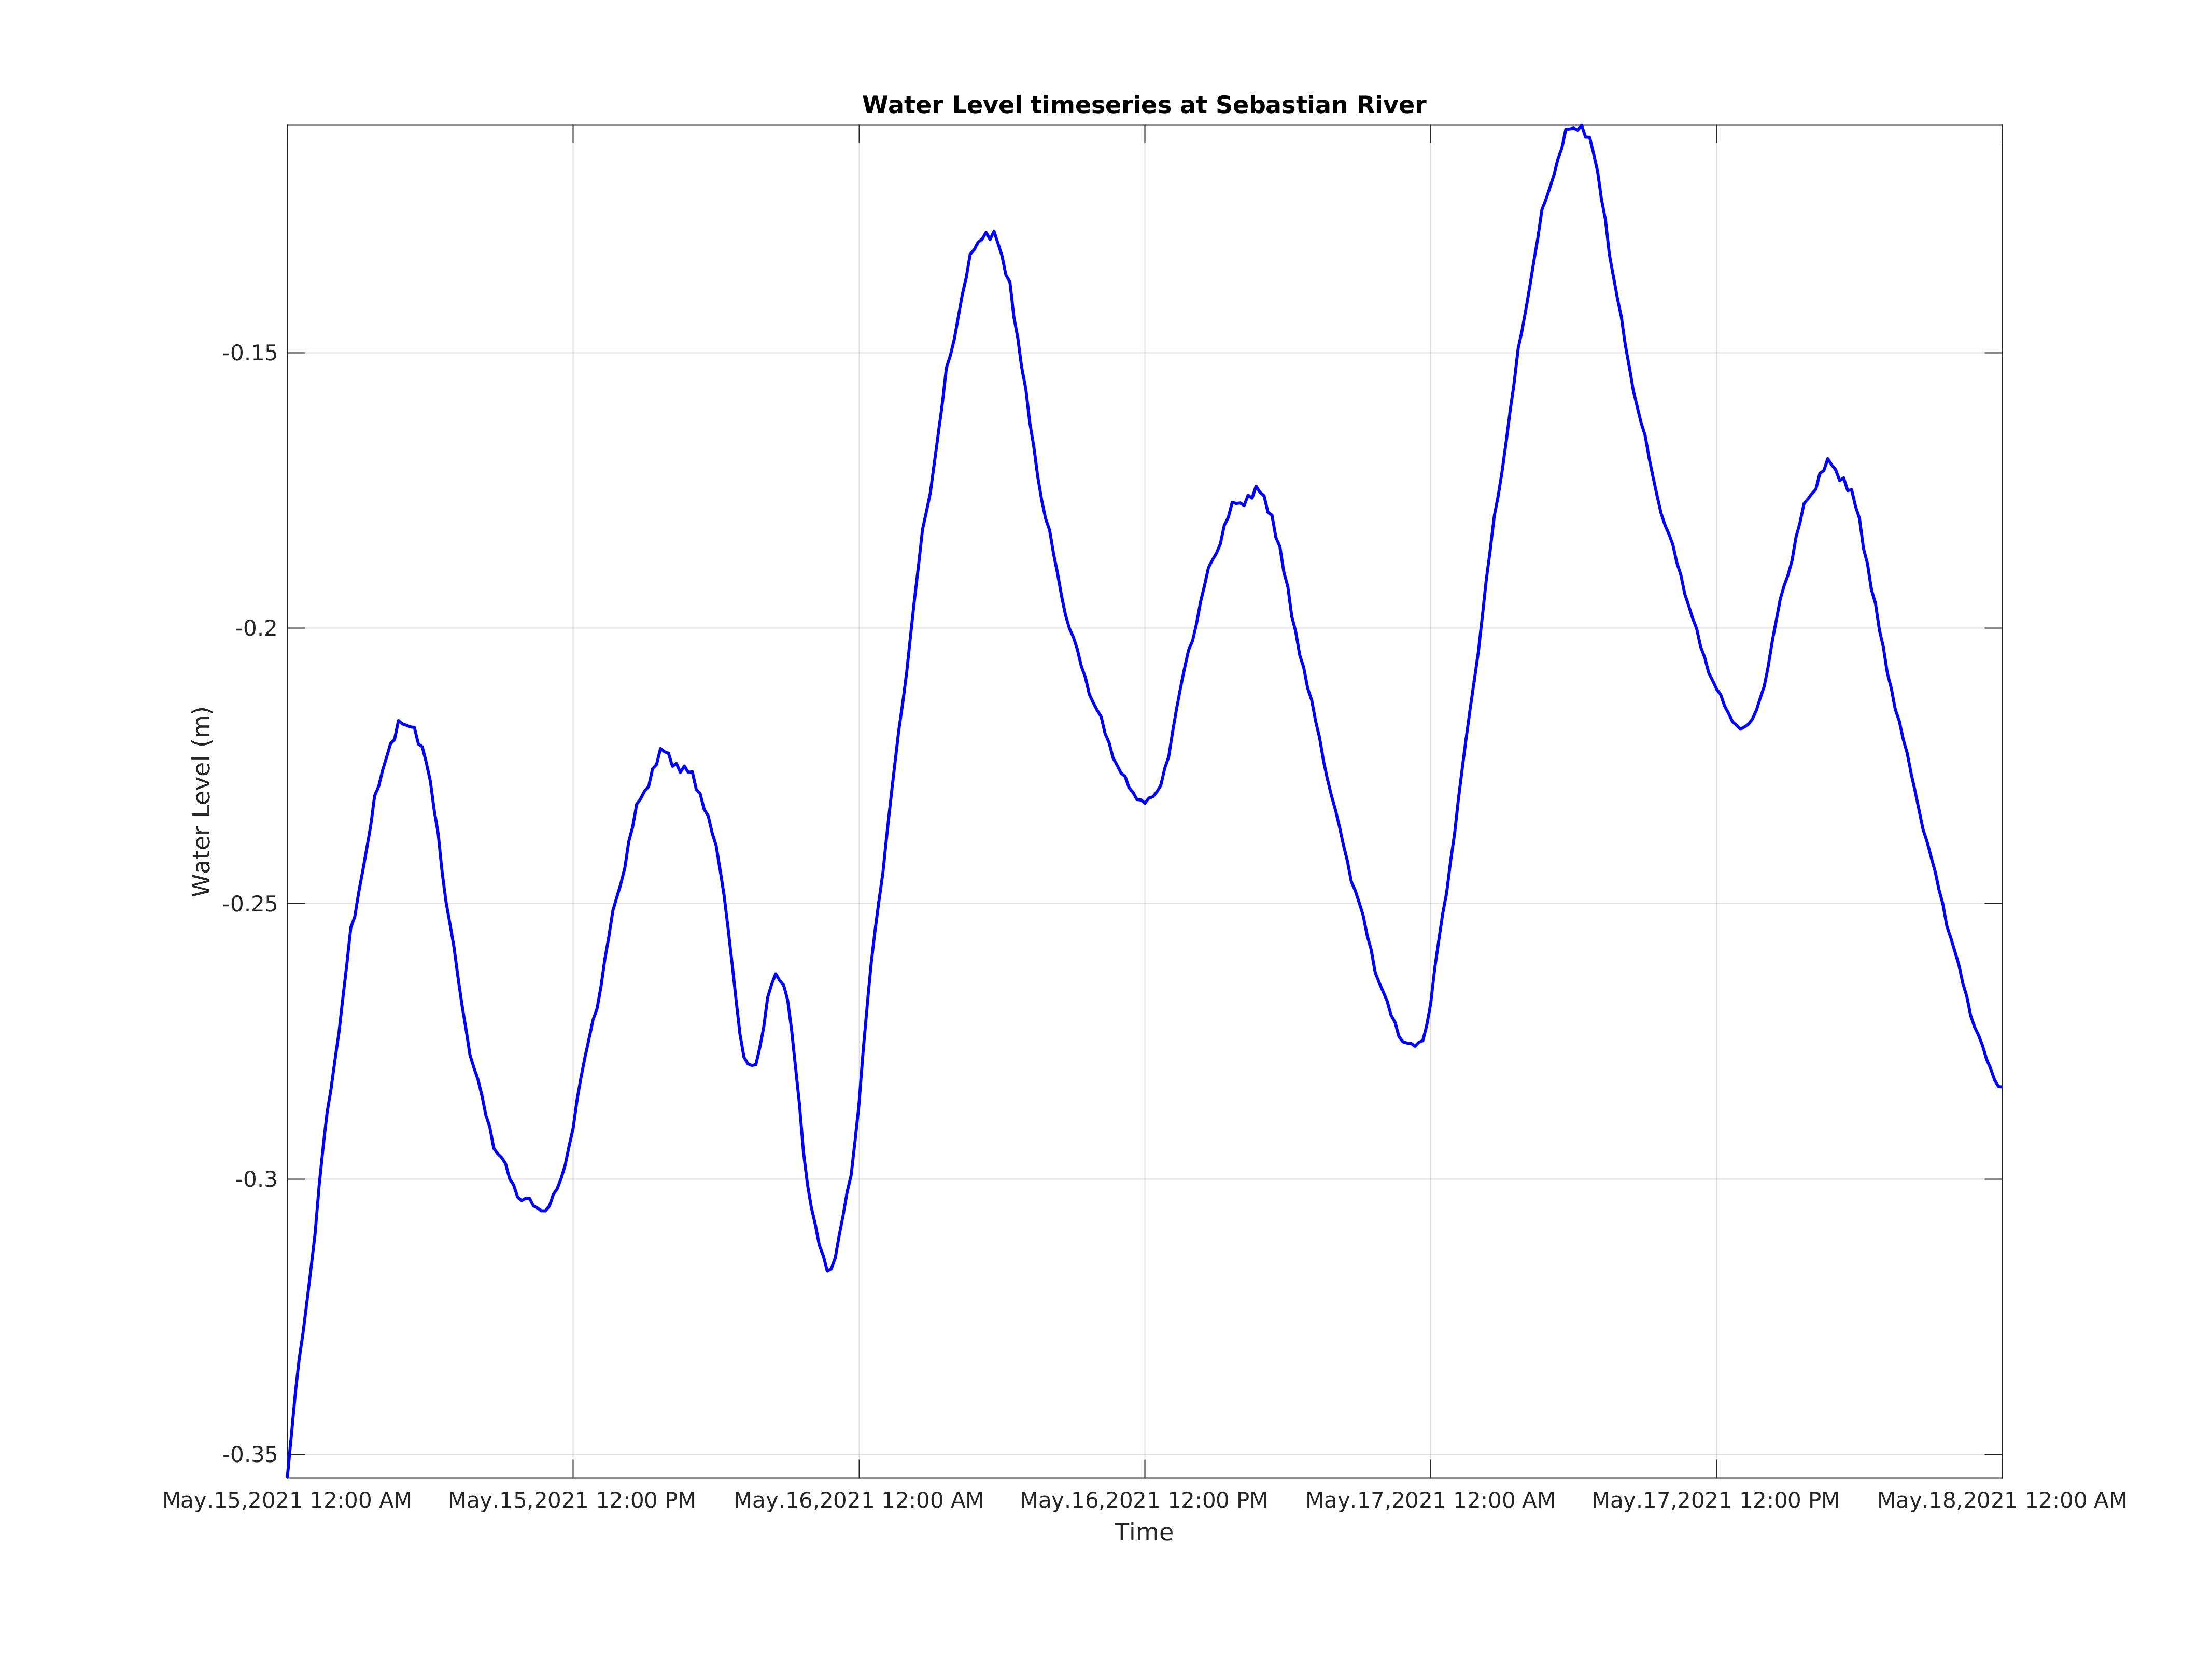 Water Level timeseries at Sebastian River
-0.15
-0.2
-0.25
-0.3
-0.35
Water Level (m)
May.15,2021 12:00 AM
May.15,2021 12:00 PM
May.16,2021 12:00 AM
May.16,2021 12:00 PM
May.17,2021 12:00 AM
May.17,2021 12:00 PM
May.18,2021 12:00 AM
Time